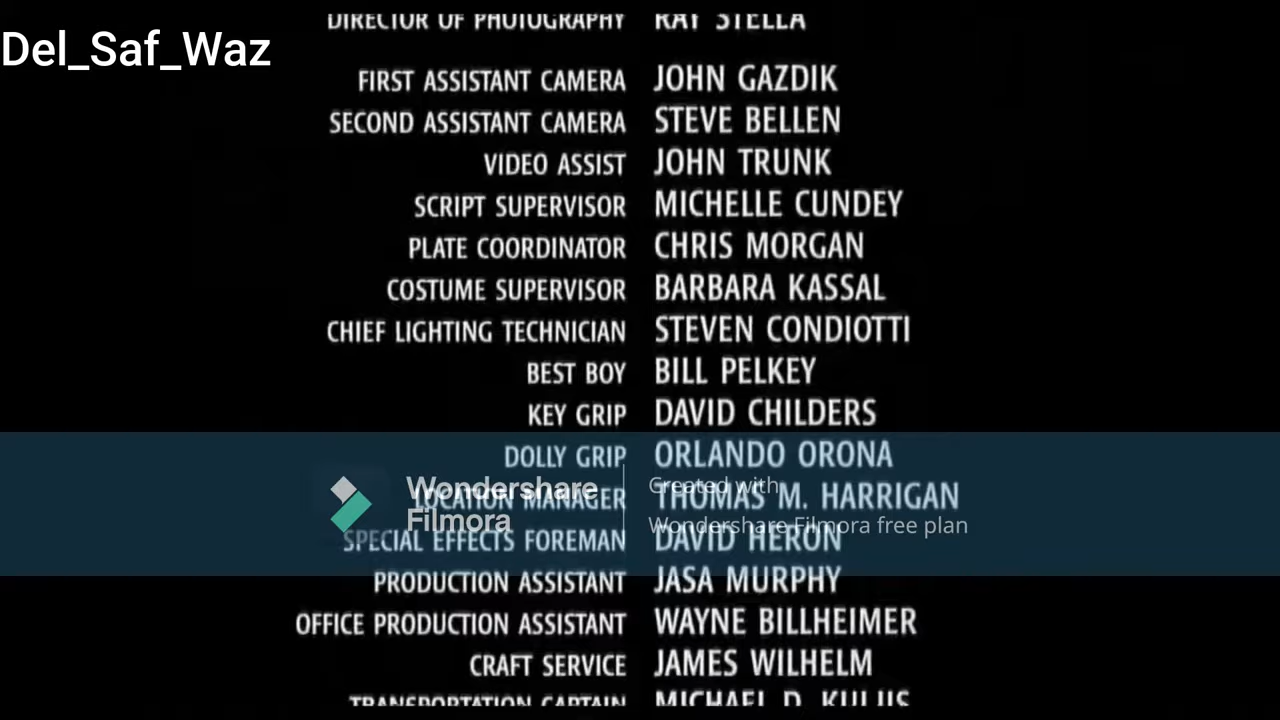 DIRECTOR OF PHOTOGRAPHY RAY STELLA
Del_Saf_Waz
FIRST ASSISTANT CAMERA JOHN GAZDIK
SECOND ASSISTANT CAMERA STEVE BELLEN
VIDEO ASSIST JOHN TRUNK
SCRIPT SUPERVISOR MICHELLE CUNDEY
PLATE COORDINATOR CHRIS MORGAN
COSTUME SUPERVISOR BARBARA KASSAL
CHIEF LIGHTING TECHNICIAN STEVEN CONDIOTTI
BEST BOY BILL PELKEY
KEY GRIP DAVID CHILDERS
DOLLY GRIP ORLANDO ORONA
LOCATION MANAGER THOMAS M. HARRIGAN
Wondershare
Filmora
Created with
Wondershare Filmora free plan
SPECIAL EFFECTS FOREMAN DAVID HERON
PRODUCTION ASSISTANT JASA MURPHY
OFFICE PRODUCTION ASSISTANT WAYNE BILLHEIMER
CRAFT SERVICE JAMES WILHELM
TRANSPORTATION CAPTAIN MICHAEL D.